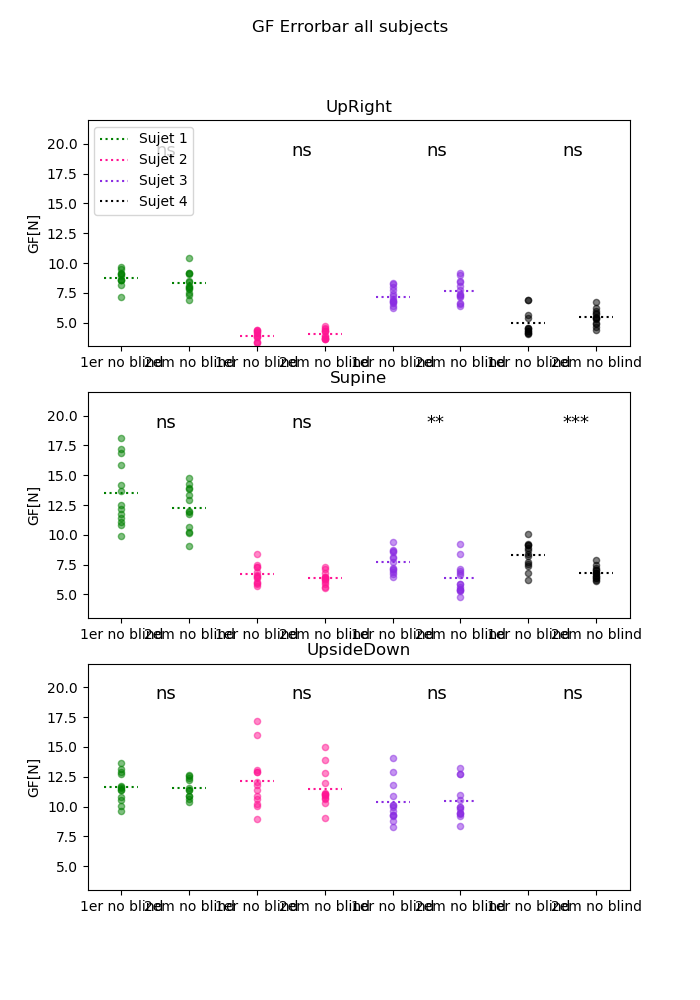 GF Errorbar all subjects
UpRight
20.0
17.5
15.0
12.5
10.0
7.5
5.0
GF[N]
Sujet 1
Sujet 2
Sujet 3
Sujet 4
ns ns ns ns
1er no blind 2em no blind 1er no blind 2em no blind 1er no blind 2em no blind 1er no blind 2em no blind
Supine
20.0
17.5
15.0
12.5
10.0
7.5
5.0
GF[N]
ns ns ** ***
1er no blind 2em no blind 1er no blind 2em no blind 1er no blind 2em no blind 1er no blind 2em no blind
UpsideDown
20.0
17.5
15.0
12.5
10.0
7.5
5.0
GF[N]
ns ns ns ns
1er no blind 2em no blind 1er no blind 2em no blind 1er no blind 2em no blind 1er no blind 2em no blind